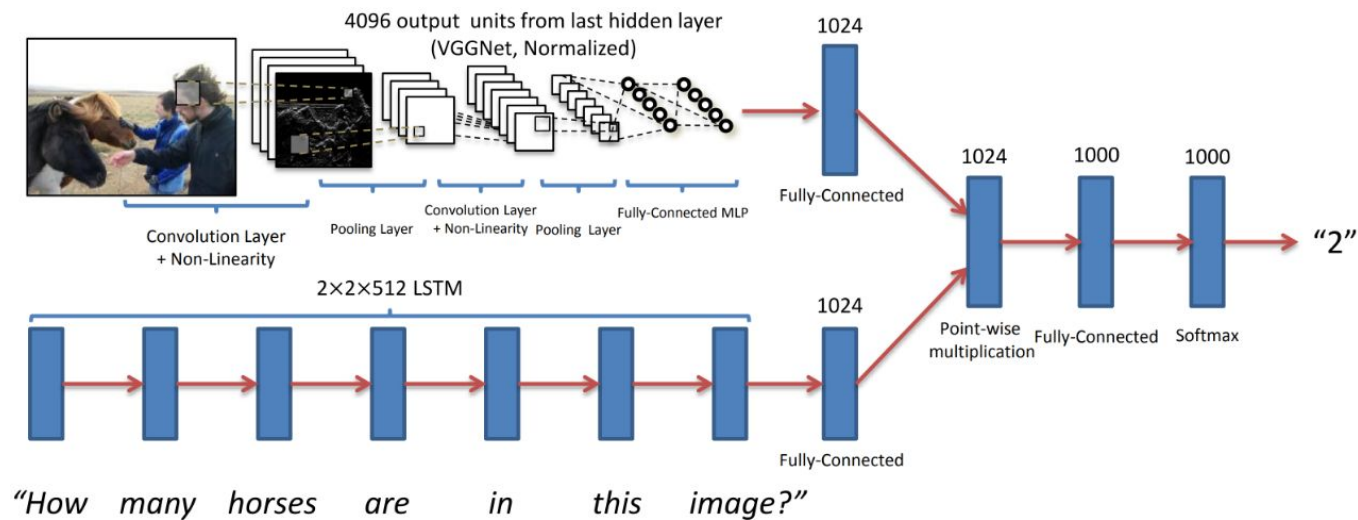 4096 output units from last hidden layer
(VGGNet, Normalized)
1024
1024
1000
1000
Fully-Connected
Convolution Layer
+ Non-Linearity
Pooling Layer
Convolution Layer
+ Non-Linearity
Pooling Layer
Fully-Connected MLP
“2”
2×2×512 LSTM
1024
Point-wise
multiplication
Fully-Connected
Softmax
Fully-Connected
“How many horses are in this image?”